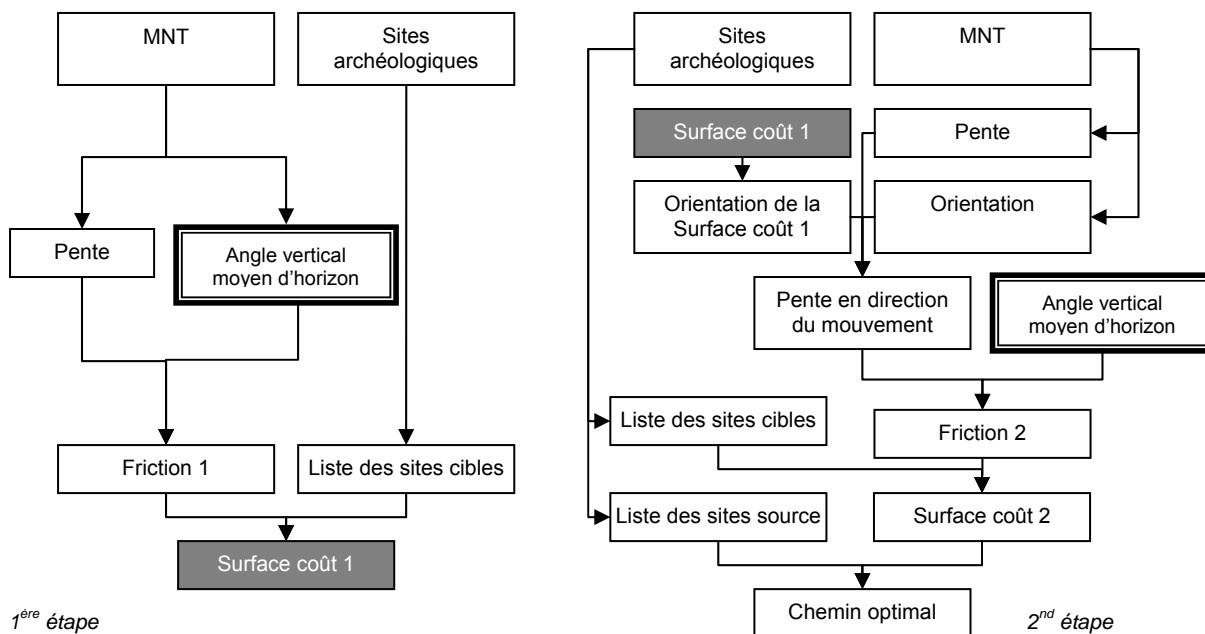 MNT
Sites
archéologiques
Pente
Angle vertical
moyen d'horizon
Friction 1
Liste des sites cibles
Surface coût 1
1ère étape
Sites
archéologiques
MNT
Surface coût 1
Pente
Orientation de la
Surface coût 1
Orientation
Pente en direction
du mouvement
Angle vertical
moyen d'horizon
Liste des sites cibles
Friction 2
Liste des sites source
Surface coût 2
Chemin optimal
2nd étape